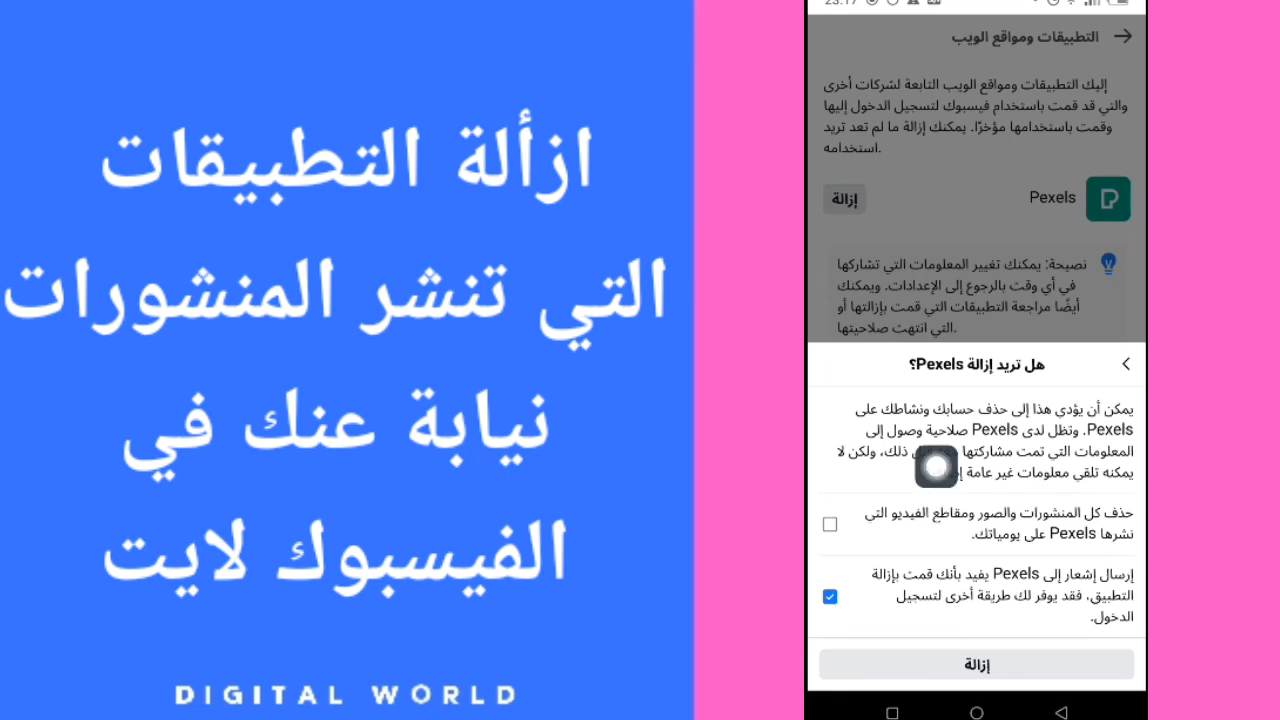 ازألة التطبيقات
التي تنشر المنشورات
نيابة عنك في
الفيسبوك لايت
DIGITAL WORLD
23:17
التطبيقات ومواقع الويب
إليك التطبيقات ومواقع الويب التابعة لشركات أخرى
والتي قد قمت باستخدام فيسبوك لتسجيل الدخول إليها
وقمت باستخدامها مؤخرًا. يمكنك إزالة ما لم تعد تريد
استخدامه.
Pexels
إزالة
نصيحة: يمكنك تغيير المعلومات التي تشاركها
في أي وقت بالرجوع إلى الإعدادات. ويمكنك
أيضًا مراجعة التطبيقات التي قمت بإزالتها أو
التي انتهت صلاحيتها.
هل تريد إزالة Pexels؟
يمكن أن يؤدي هذا إلى حذف حسابك ونشاطك على
Pexels. وتظل لدى Pexels صلاحية وصول إلى
المعلومات التي تمت مشاركتها ذلك، ولكن لا
يمكنه تلقي معلومات غير عامة
حذف كل المنشورات والصور ومقاطع الفيديو التي
نشرها Pexels على يومياتك.
إرسال إشعار إلى Pexels يفيد بأنك قمت بإزالة
التطبيق، فقد يوفر لك طريقة أخرى لتسجيل
الدخول.
إزالة